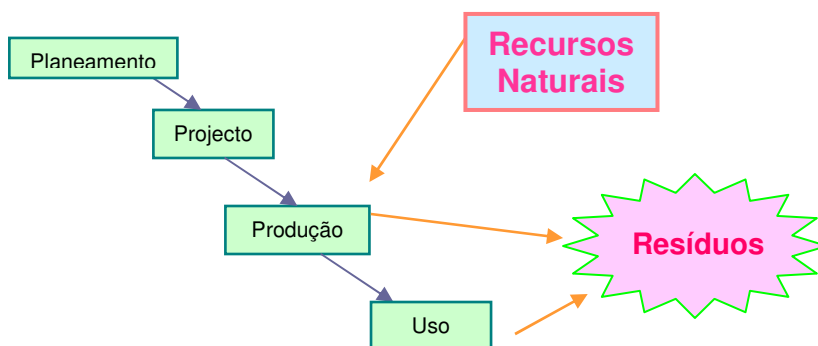 Planeamento
Recursos
Naturais
Projecto
Produção
Resíduos
Uso